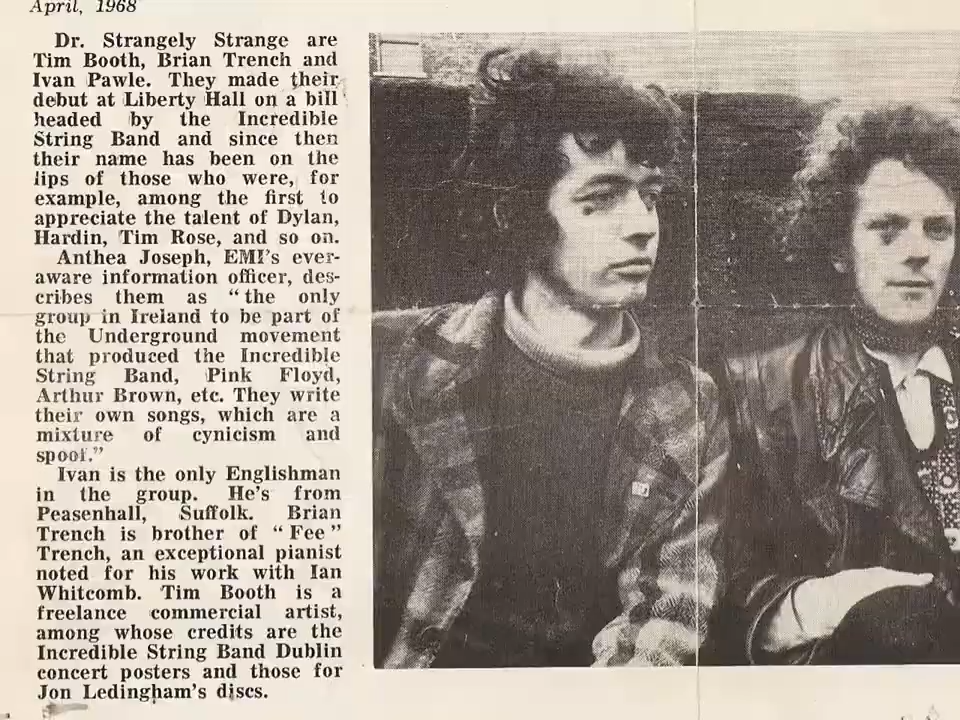 April, 1968
Dr. Strangely Strange are
Tim Booth, Brian Trench and
Ivan Pawle. They made their
debut at Liberty Hall on a bill
headed by the Incredible
String Band and since then
their name has been on the
lips of those who were, for
example, among the first to
appreciate the talent of Dylan,
Hardin, Tim Rose, and so on.
Anthea Joseph, EMI's ever-
aware information officer, des-
cribes them as "the only
group in Ireland to be part of
the Underground movement
that produced the Incredible
String Band, Pink Floyd,
Arthur Brown, etc. They write
their own songs, which are a
mixture of cynicism and
spoof."
Ivan is the only Englishman
in the group. He's from
Peasenhall, Suffolk. Brian
Trench is brother of "Fee"
Trench, an exceptional pianist
noted for his work with Ian
Whitcomb. Tim Booth is a
freelance commercial artist,
among whose credits are the
Incredible String Band Dublin
concert posters and those for
Jon Ledingham's discs.